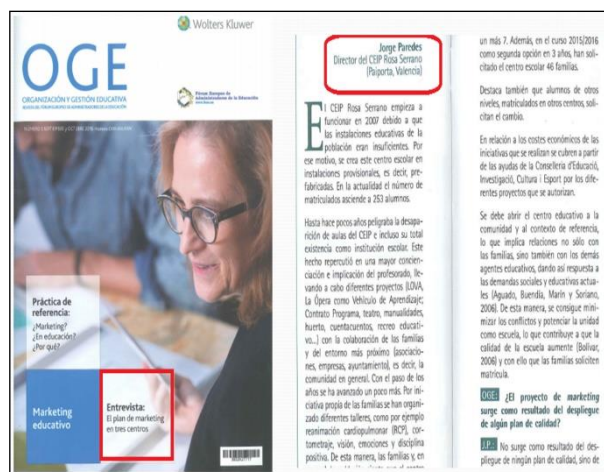 Wolters Kluwer
OGE
ORGANIZACIÓN Y GESTIÓN EDUCATIVA
Fórum Europeo de
Administradores de la Educación
Práctica de
referencia:
¿Marketing?
¿En educación?
¿Por qué?
Marketing
educativo
Entrevista:
El plan de marketing
en tres centros
Jorge Paredes
Director del CEIP Rosa Serrano
(Paiporta, Valencia)
El CEIP Rosa Serrano empieza a
funcionar en 2007 debido a que
las instalaciones educativas de la
población eran insuficientes. Por
ese motivo, se crea este centro escolar en
instalaciones provisionales, es decir, pre-
fabricadas. En la actualidad el número de
matriculados asciende a 253 alumnos.
Hasta hace pocos años peligraba la desapa-
rición de aulas del CEIP e incluso su total
existencia como institución escolar. Este
hecho repercutió en una mayor concien-
ciación e implicación del profesorado, lle-
vando a cabo diferentes proyectos (LÓVA,
La Ópera como Vehículo de Aprendizaje;
Contrato Programa, teatro, manualidades,
huerto, cuentacuentos, recreo educati-
vo...) con la colaboración de las familias
y del entorno más próximo (asociacio-
nes, empresas, ayuntamiento), es decir, la
comunidad en general. Con el paso de los
años se ha avanzado un poco más. Por ini-
ciativa propia de las familias se han organi-
zado diferentes talleres, como por ejemplo
reanimación cardiopulmonar (RCP), cor-
tometraje, visión, emociones y disciplina
positiva. De esta manera, las familias y, en
un más 7. Además, en el curso 2015/2016
como segunda opción en 3 años, han soli-
citado el centro escolar 46 familias.
Destaca también que alumnos de otros
niveles, matriculados en otros centros, soli-
citan el cambio.
En relación a los costes económicos de las
iniciativas que se realizan se cubren a partir
de las ayudas de la Conselleria d'Educació,
Investigació, Cultura i Esport por los dife-
rentes proyectos que se autorizan.
Se debe abrir el centro educativo a la
comunidad y al contexto de referencia,
lo que implica relaciones no sólo con
las familias, sino también con los demás
agentes educativos, dando así respuesta a
las demandas sociales y educativas actua-
les (Aguado, Buendía, Marín y Soriano,
2006). De esta manera, se consigue mini-
mizar los conflictos y potenciar la unidad
como escuela, lo que contribuye a que la
calidad de la escuela aumente (Bolívar,
2006) y con ello que las familias soliciten
matrícula.
OGE: ¿El proyecto de marketing
surge como resultado del despliegue
de algún plan de calidad?
J.P.: No surge como resultado del des-
pliegue de ningún plan de calidad, sino de